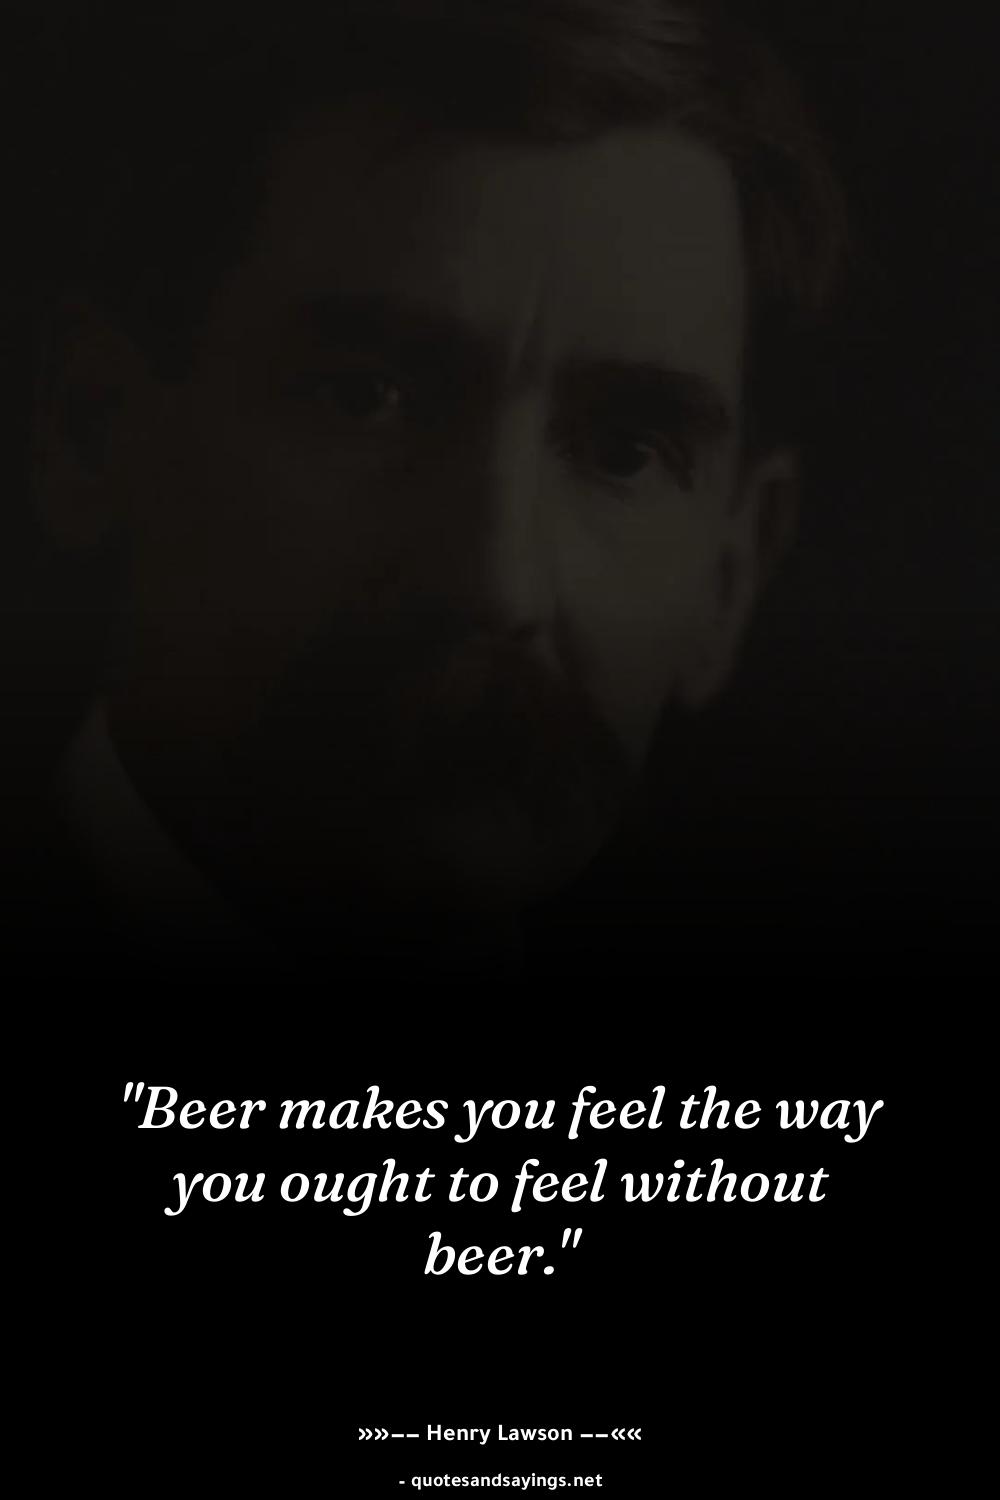 "Beer makes you feel the way
you ought to feel without
beer."
»»−− Henry Lawson −−««
- quotesandsayings.net